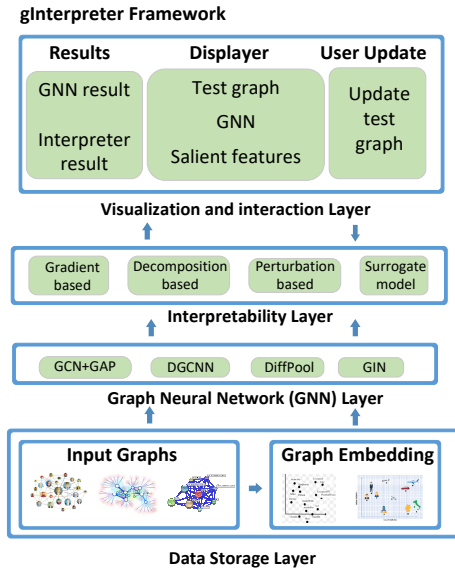 gInterpreter Framework
Results
Displayer
User Update
GNN result
Interpreter
result
Test graph
GNN
Salient features
Update
test
graph
Visualization and interaction Layer
Gradient
based
Decomposition
based
Perturbation
based
Surrogate
model
Interpretability Layer
GCN+GAP
DGCNN
DiffPool
GIN
Graph Neural Network (GNN) Layer
Input Graphs
Graph Embedding
Data Storage Layer